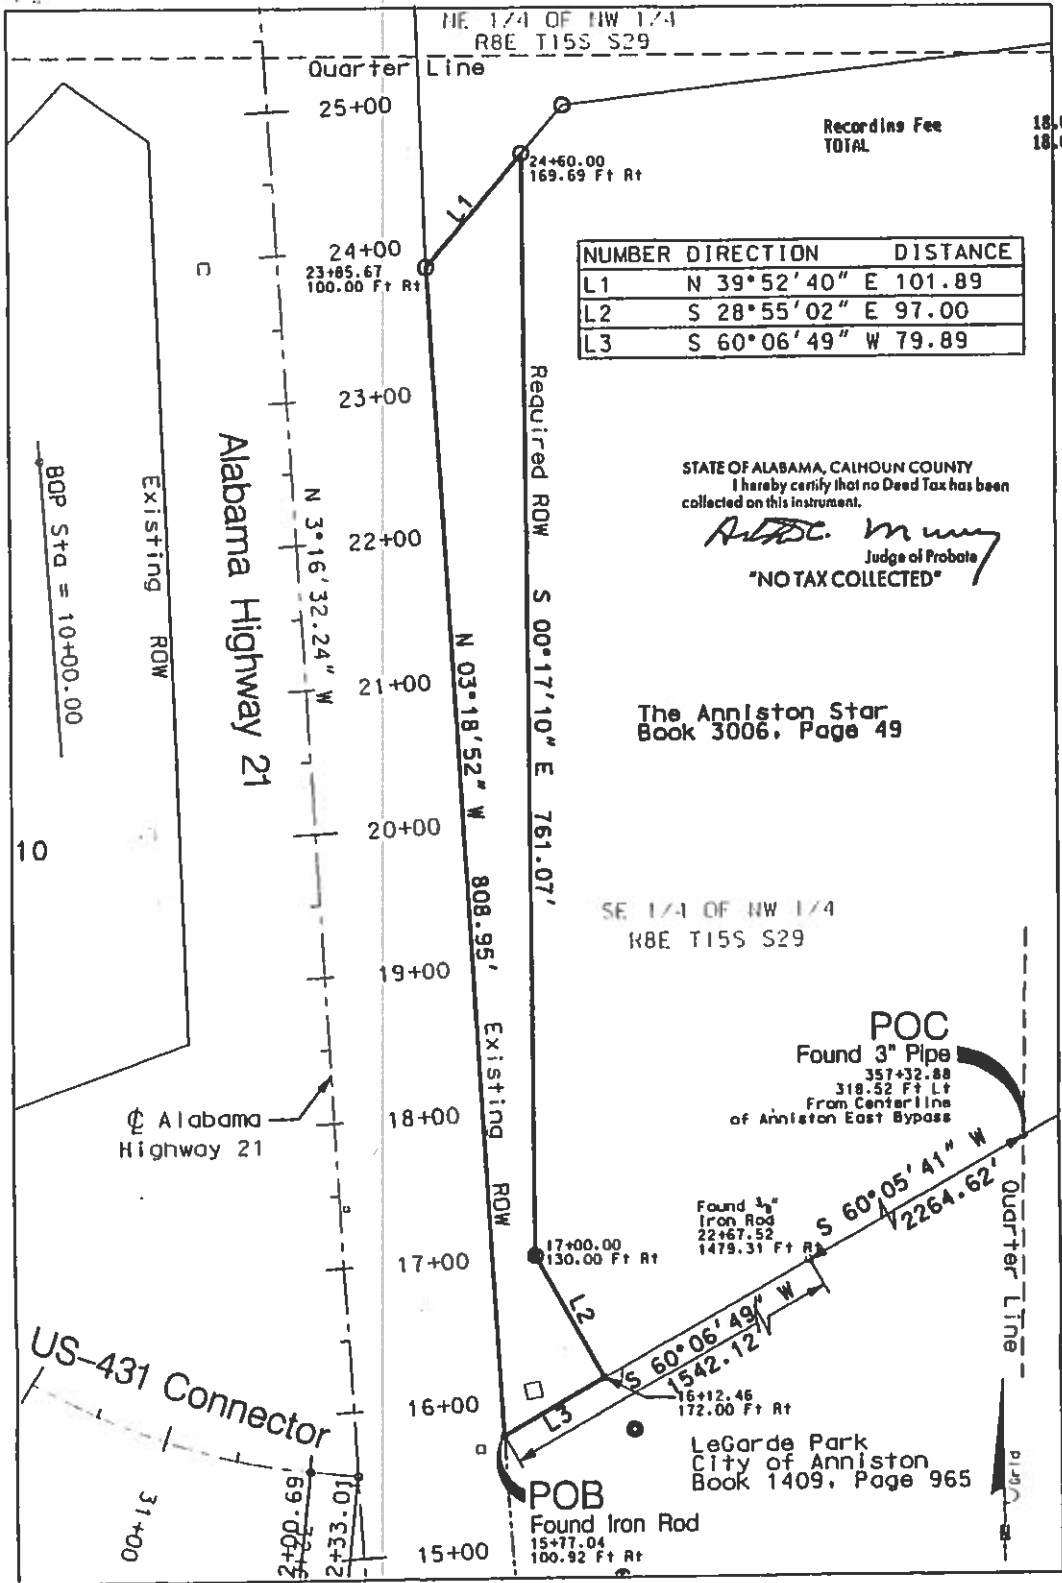 NE 1/4 OF NW 1/4
R8E T15S S29
Quarter Line
25+00
Recording Fee
TOTAL
24+60.00
169.69 Ft Rt
L1
24+00
23+85.67
100.00 Ft Rt
NUMBER DIRECTION DISTANCE
L1 N 39°52'40" E 101.89
L2 S 28°55'02" E 97.00
L3 S 60°06'49" W 79.89
23+00
Required ROW S 00°17'10" E 761.07'
STATE OF ALABAMA, CALHOUN COUNTY
I hereby certify that no Deed Tax has been
collected on this instrument.
Judge of Probate
"NO TAX COLLECTED"
BOP Sta = 10+00.00
Existing ROW
Alabama Highway 21
N 3°16'32.24" W
22+00
21+00
N 03°18'52" W 808.95' Existing ROW
The Anniston Star
Book 3006, Page 49
20+00
10
SE 1/4 OF NW 1/4
R8E T15S S29
19+00
POC
Found 3" Pipe
357+32.88
318.52 Ft Lt
From Centerline
of Anniston East Bypass
℄ Alabama
Highway 21
18+00
S 60°05'41" W
2264.62'
Quarter Line
Found
Iron Rod
22+67.52
1479.31 Ft Rt
17+00.00
130.00 Ft Rt
17+00
L2
S 60°06'49" W
1542.12'
US-431 Connector
16+00
L3
16+12.46
172.00 Ft Rt
LeGarde Park
City of Anniston
Book 1409, Page 965
Grid
POB
Found Iron Rod
15+77.04
100.92 Ft Rt
31+00
2+00.69
2+33.01
15+00